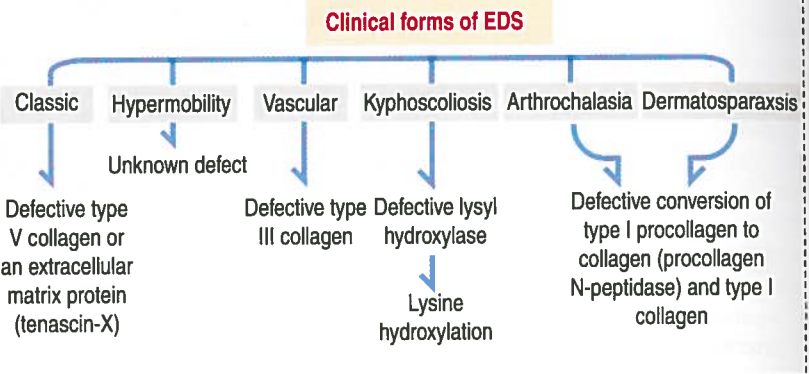 Clinical forms of EDS
Classic Hypermobility Vascular Kyphoscoliosis Arthrochalasia Dermatosparaxsis
Unknown defect
Defective type
V collagen or
an extracellular
matrix protein
(tenascin-X)
Defective type
III collagen
Defective lysyl
hydroxylase
Lysine
hydroxylation
Defective conversion of
type I procollagen to
collagen (procollagen
N-peptidase) and type I
collagen